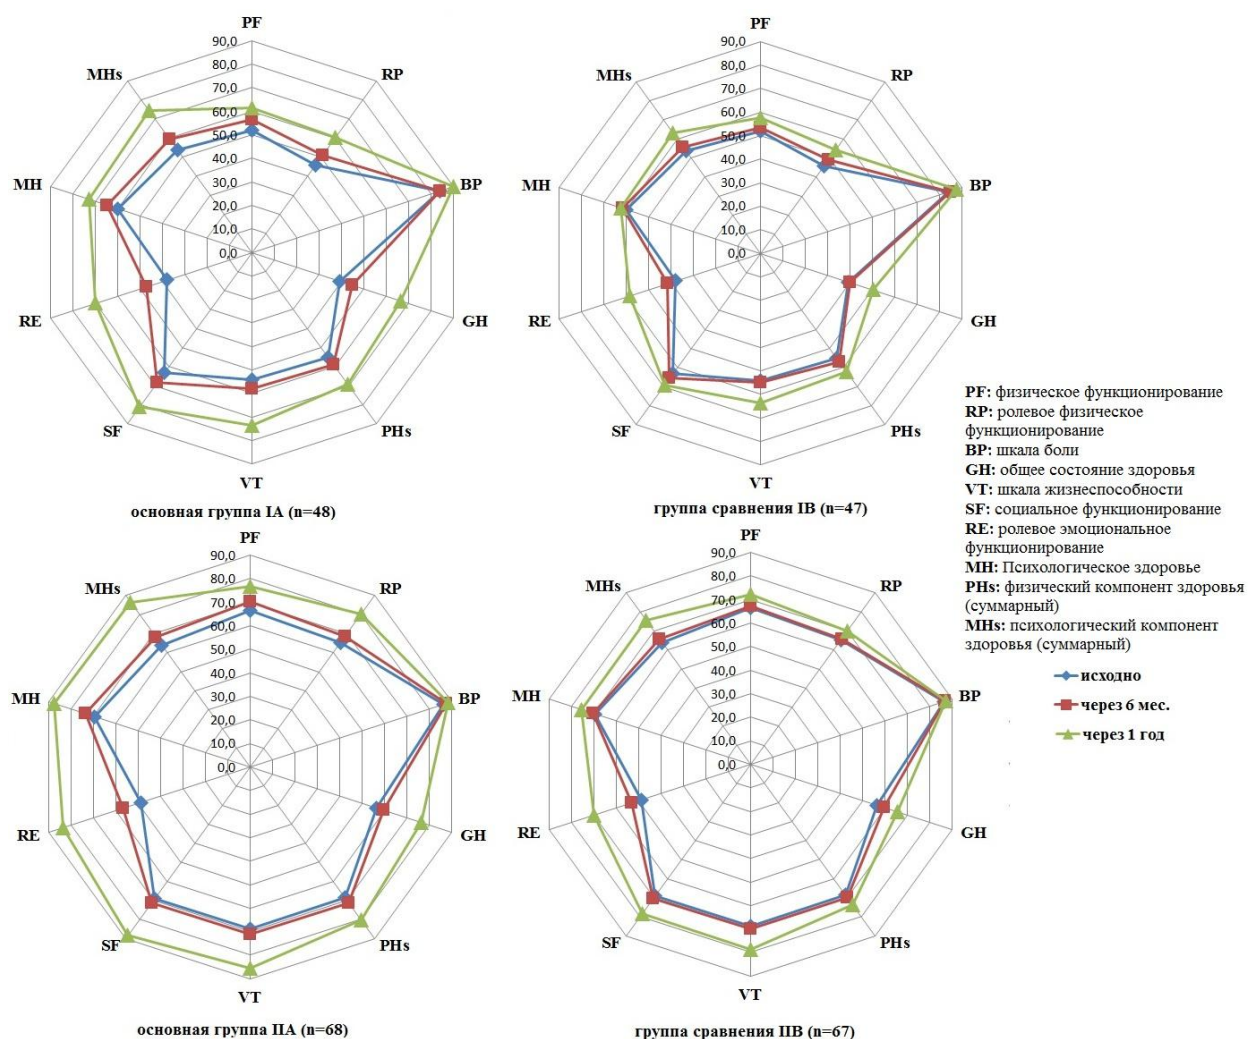 PF
90,0
80,0
70,0
60,0
50,0
40,0
30,0
20,0
10,0
0,0
RP
BP
GH
PHs
VT
SF
RE
MH
MHs
основная группа IA (n=48)
PF
90,0
80,0
70,0
60,0
50,0
40,0
30,0
20,0
10,0
0,0
RP
BP
GH
PHs
VT
SF
RE
MH
MHs
группа сравнения IB (n=47)
PF
90,0
80,0
70,0
60,0
50,0
40,0
30,0
20,0
10,0
0,0
RP
BP
GH
PHs
VT
SF
RE
MH
MHs
основная группа IIA (n=68)
PF
90,0
80,0
70,0
60,0
50,0
40,0
30,0
20,0
10,0
0,0
RP
BP
GH
PHs
VT
SF
RE
MH
MHs
группа сравнения IIB (n=67)
PF: физическое функционирование
RP: ролевое физическое
функционирование
BP: шкала боли
GH: общее состояние здоровья
VT: шкала жизнеспособности
SF: социальное функционирование
RE: ролевое эмоциональное
функционирование
MH: Психологическое здоровье
PHs: физический компонент здоровья
(суммарный)
MHs: психологический компонент
здоровья (суммарный)
исходно
через 6 мес.
через 1 год